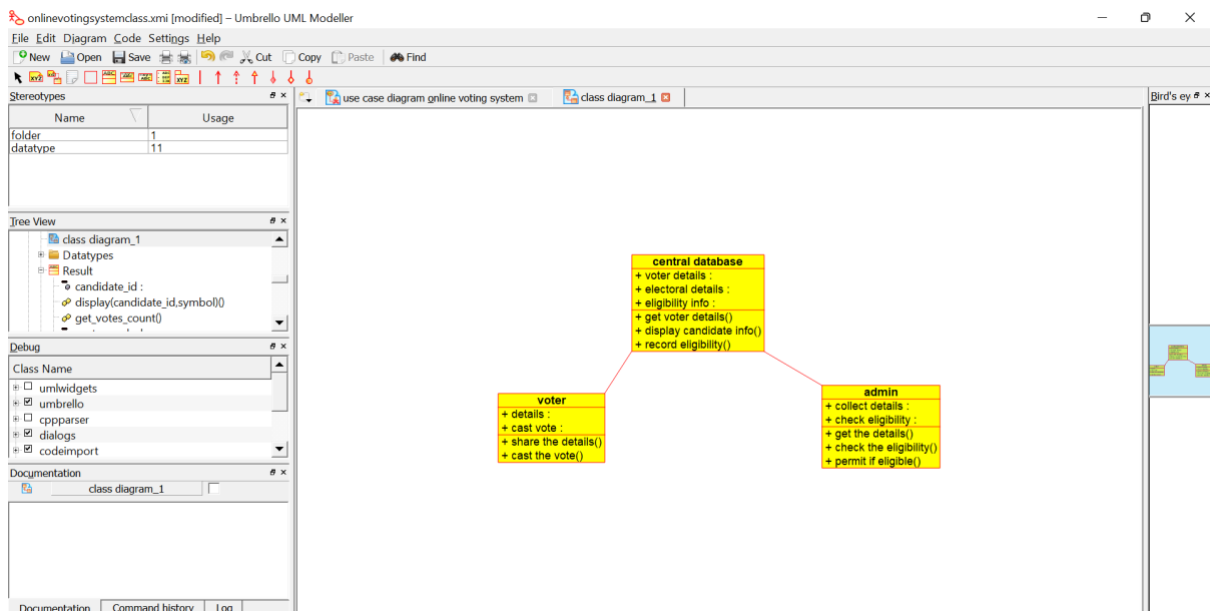 onlinevotingsystemclass.xmi [modified] – Umbrello UML Modeller
File Edit Diagram Code Settings Help
New Open Save Cut Copy Paste Find
Stereotypes
Name Usage
folder 1
datatype 11
Tree View
class diagram_1
Datatypes
Result
candidate_id :
display(candidate_id,symbol)()
get_votes_count()
Debug
Class Name
umlwidgets
umbrello
cppparser
dialogs
codeimport
Documentation
class diagram_1
Documentation Command history Log
use case diagram online voting system class diagram_1
central database
+ voter details :
+ electoral details :
+ eligibility info :
+ get voter details()
+ display candidate info()
+ record eligibility()
voter
+ details :
+ cast vote :
+ share the details()
+ cast the vote()
admin
+ collect details :
+ check eligibility :
+ get the details()
+ check the eligibility()
+ permit if eligible()
Bird's ey